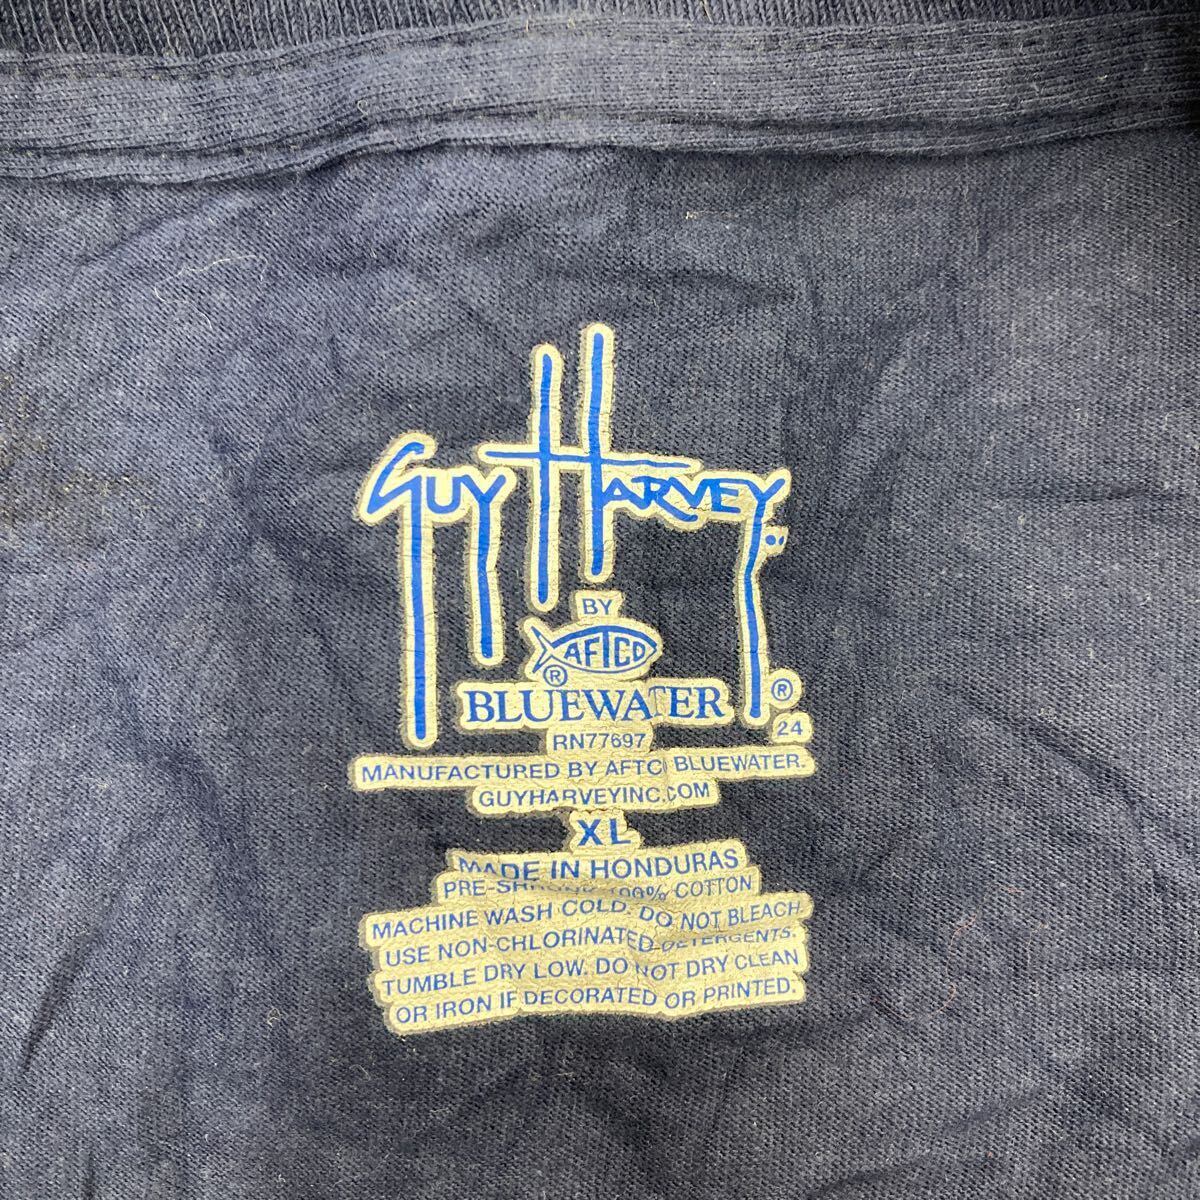 GUY HARVEY
®
BY
AFTCO
®
BLUEWATER
RN77697
24
MANUFACTURED BY AFTC BLUEWATER.
GUYHARVEYINC.COM
XL
MADE IN HONDURAS
100% COTTON
MACHINE WASH COLD. DO NOT BLEACH.
USE NON-CHLORINATED DETERGENTS.
TUMBLE DRY LOW. DO NOT DRY CLEAN
OR IRON IF DECORATED OR PRINTED.